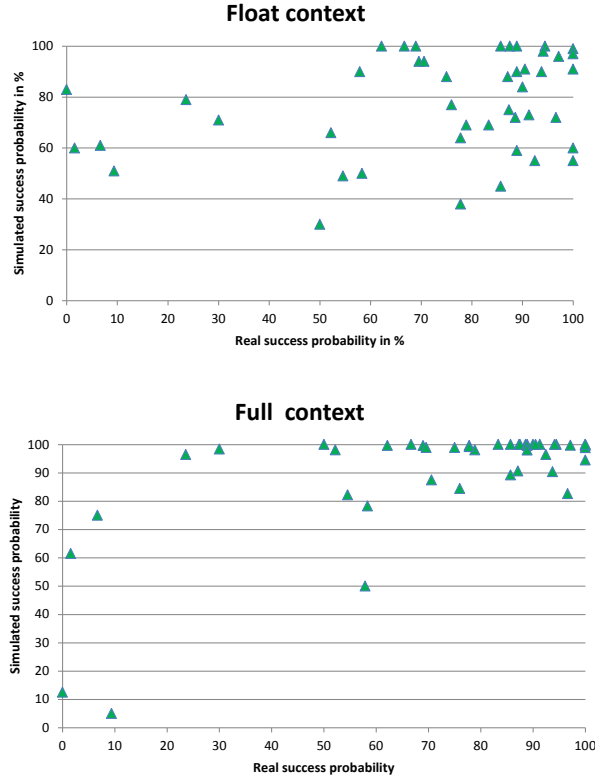 Float context
Simulated success probability in %
100
80
60
40
20
0
0 10 20 30 40 50 60 70 80 90 100
Real success probability in %
Full context
Simulated success probability
100
90
80
70
60
50
40
30
20
10
0
0 10 20 30 40 50 60 70 80 90 100
Real success probability